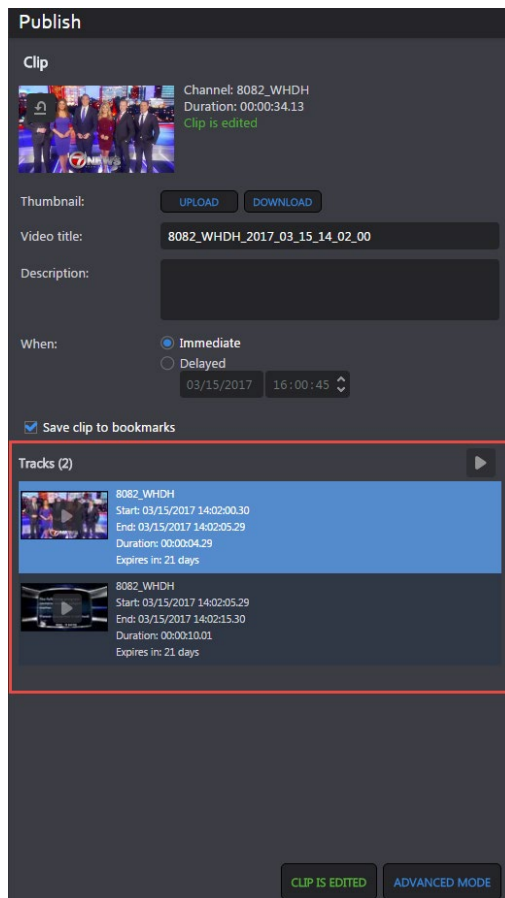 Publish
Clip
Channel: 8082_WHDH
Duration: 00:00:34.13
Clip is edited
7 NEWS
Thumbnail:
UPLOAD DOWNLOAD
Video title:
8082_WHDH_2017_03_15_14_02_00
Description:
When:
Immediate
Delayed
03/15/2017 16:00:45
Save clip to bookmarks
Tracks (2)
8082_WHDH
Start: 03/15/2017 14:02:00.30
End: 03/15/2017 14:02:05.29
Duration: 00:00:04.29
Expires in: 21 days
8082_WHDH
Start: 03/15/2017 14:02:05.29
End: 03/15/2017 14:02:15.30
Duration: 00:00:10.01
Expires in: 21 days
CLIP IS EDITED ADVANCED MODE